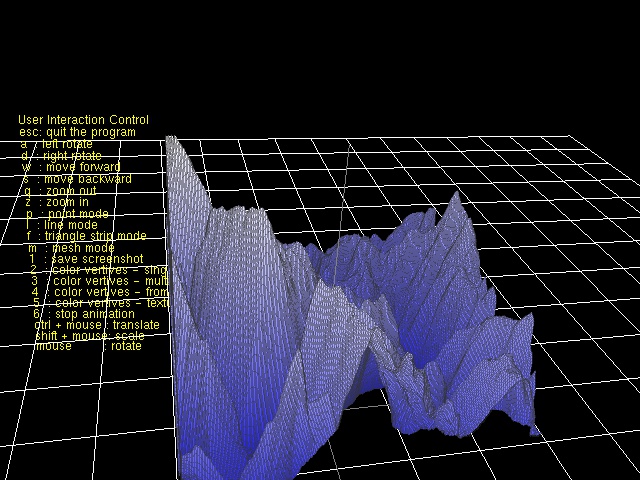 User Interaction Control
esc: quit the program
a : left rotate
d : right rotate
w : move forward
s : move backward
q : zoom out
z : zoom in
p : point mode
l : line mode
f : triangle strip mode
m : mesh mode
1 : save screenshot
2 : color vertives - sing
3 : color vertives - mult
4 : color vertives - from
5 : color vertives - text
6 : stop animation
ctrl + mouse : translate
shift + mouse: scale
mouse : rotate